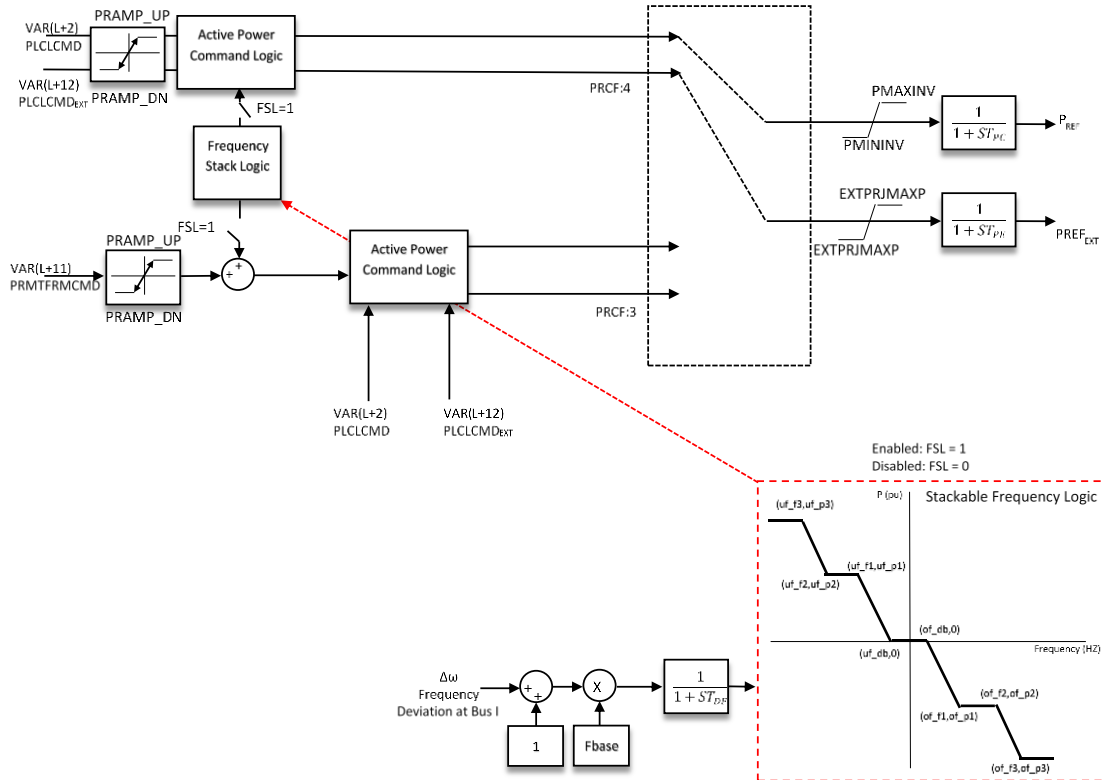 PRAMP_UP
VAR(L+2)
PLCLCMD
VAR(L+12)
PLCLCMDEXT
PRAMP_DN
Active Power
Command Logic
FSL=1
Frequency
Stack Logic
FSL=1
PRCF:4
PMAXINV
PMININV
1
1 + STPC
PREF
EXTPRJMAXP
EXTPRJMAXP
1
1 + STPE
PREFEXT
PRAMP_UP
VAR(L+11)
PRMTFRMCMD
PRAMP_DN
+
+
Active Power
Command Logic
PRCF:3
VAR(L+2)
PLCLCMD
VAR(L+12)
PLCLCMDEXT
Enabled: FSL = 1
Disabled: FSL = 0
P (pu)
Stackable Frequency Logic
(uf_f3,uf_p3)
(uf_f1,uf_p1)
(uf_f2,uf_p2)
(of_db,0)
(uf_db,0)
Frequency (HZ)
(of_f2,of_p2)
(of_f1,of_p1)
(of_f3,of_p3)
Δω
Frequency
Deviation at Bus I
+
+
X
1
1 + STDF
1
Fbase